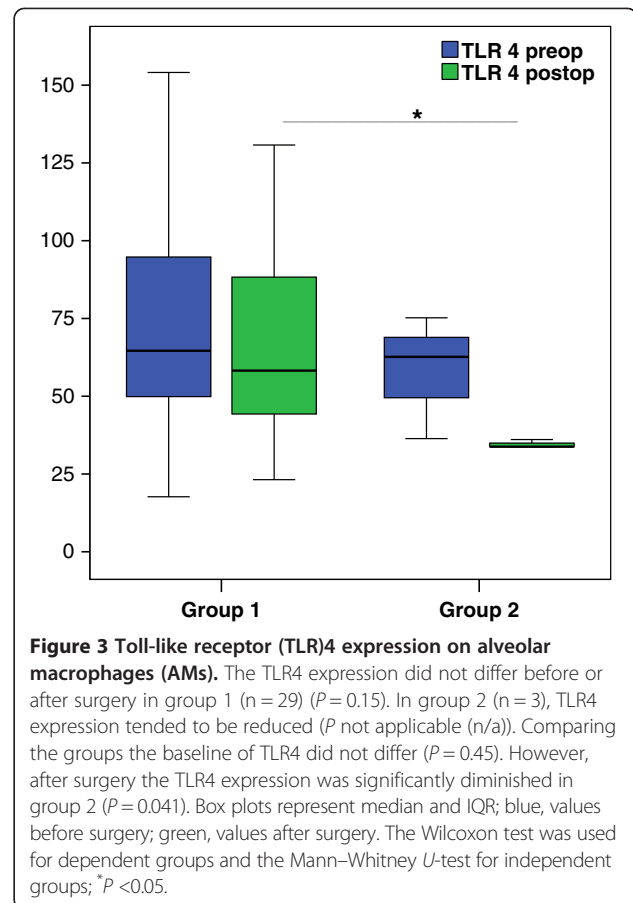 TLR 4 preop
TLR 4 postop
150
125
100
75
50
25
0
*
Group 1
Group 2
Figure 3 Toll-like receptor (TLR)4 expression on alveolar
macrophages (AMs). The TLR4 expression did not differ before or
after surgery in group 1 (n = 29) (P = 0.15). In group 2 (n = 3), TLR4
expression tended to be reduced (P not applicable (n/a)). Comparing
the groups the baseline of TLR4 did not differ (P = 0.45). However,
after surgery the TLR4 expression was significantly diminished in
group 2 (P = 0.041). Box plots represent median and IQR; blue, values
before surgery; green, values after surgery. The Wilcoxon test was used
for dependent groups and the Mann–Whitney U-test for independent
groups; *P <0.05.